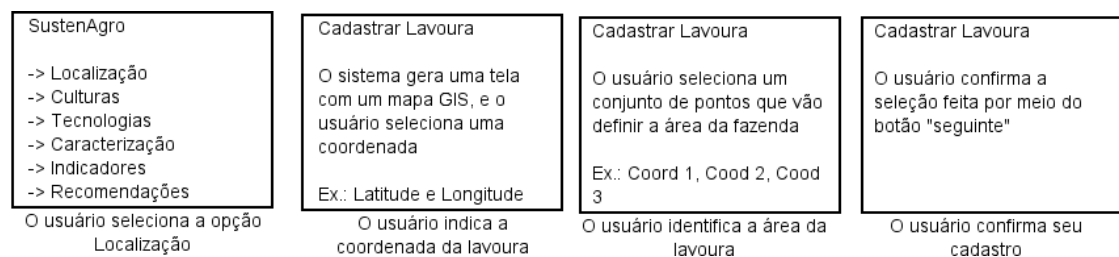 SustenAgro
-> Localização
-> Culturas
-> Tecnologias
-> Caracterização
-> Indicadores
-> Recomendações
O usuário seleciona a opção
Localização
Cadastrar Lavoura
O sistema gera uma tela
com um mapa GIS, e o
usuário seleciona uma
coordenada
Ex.: Latitude e Longitude
O usuário indica a
coordenada da lavoura
Cadastrar Lavoura
O usuário seleciona um
conjunto de pontos que vão
definir a área da fazenda
Ex.: Coord 1, Cood 2, Cood
3
O usuário identifica a área da
lavoura
Cadastrar Lavoura
O usuário confirma a
seleção feita por meio do
botão "seguinte"
O usuário confirma seu
cadastro